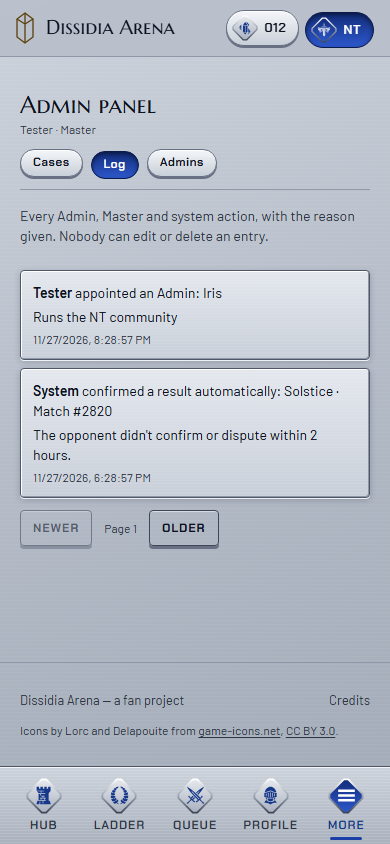 Dissidia Arena
012
NT
Admin panel
Tester · Master
Cases
Log
Admins
Every Admin, Master and system action, with the reason
given. Nobody can edit or delete an entry.
Tester appointed an Admin: Iris
Runs the NT community
11/27/2026, 8:28:57 PM
System confirmed a result automatically: Solstice ·
Match #2820
The opponent didn't confirm or dispute within 2
hours.
11/27/2026, 6:28:57 PM
NEWER
Page 1
OLDER
Dissidia Arena — a fan project
Credits
Icons by Lorc and Delapouite from game-icons.net, CC BY 3.0.
HUB
LADDER
QUEUE
PROFILE
MORE